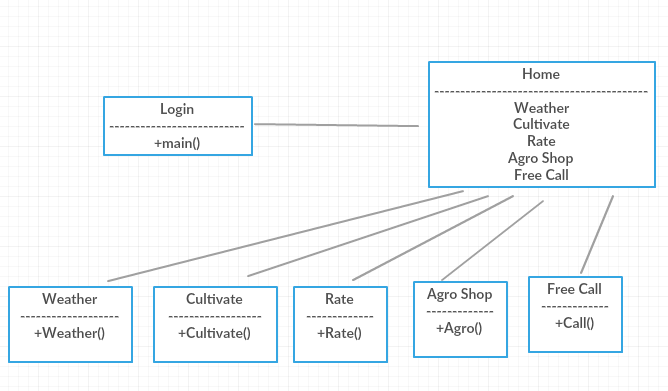 Home
Weather
Cultivate
Rate
Agro Shop
Free Call
Login
+main()
Weather
+Weather()
Cultivate
+Cultivate()
Rate
+Rate()
Agro Shop
+Agro()
Free Call
+Call()